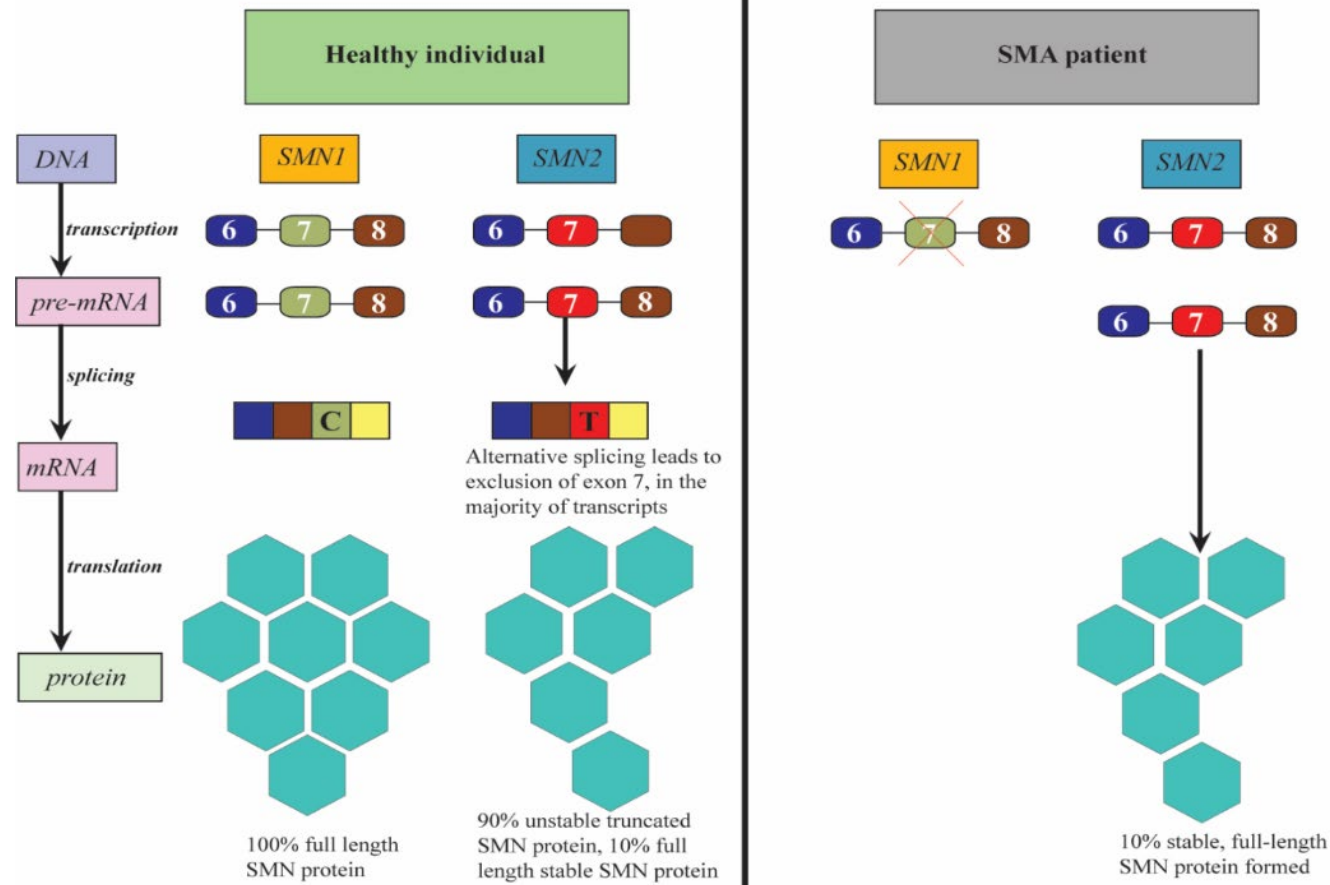 Healthy individual
SMA patient
DNA
SMN1
SMN2
SMN1
SMN2
transcription
6 7 8
6 7
6 7 8
6 7 8
pre-mRNA
6 7 8
6 7 8
6 7 8
splicing
C
T
mRNA
Alternative splicing leads to
exclusion of exon 7, in the
majority of transcripts
translation
protein
100% full length
SMN protein
90% unstable truncated
SMN protein, 10% full
length stable SMN protein
10% stable, full-length
SMN protein formed